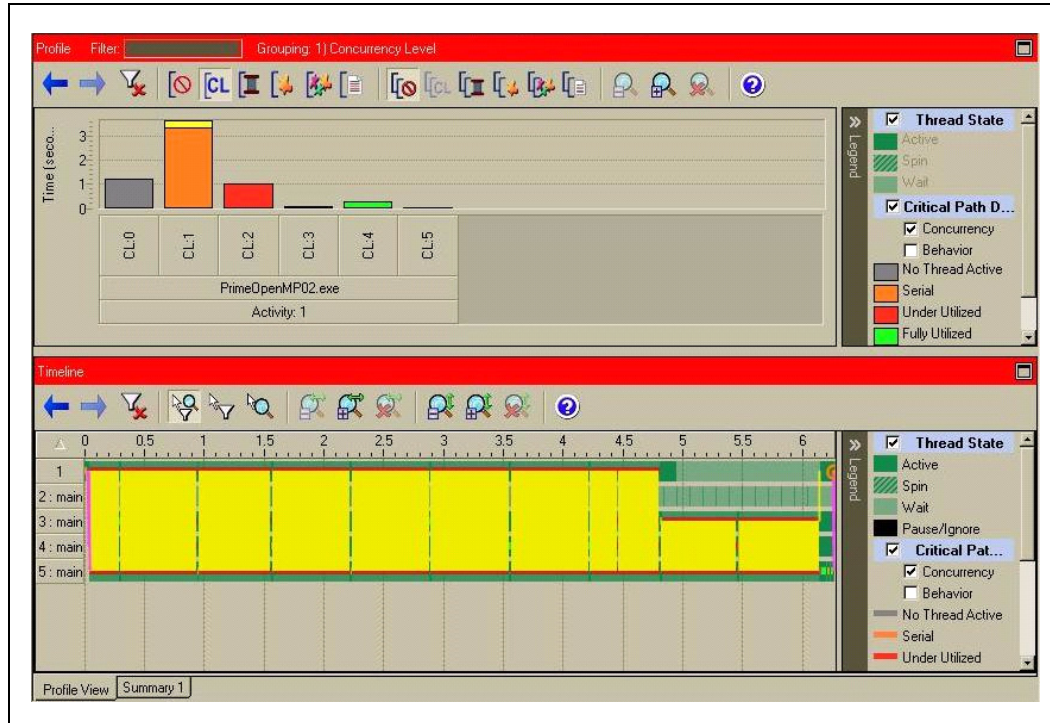 Profile Filter: Grouping: 1) Concurrency Level
CL
CL
Time (seco...
3
2
1
0
CL:0 CL:1 CL:2 CL:3 CL:4 CL:5
PrimeOpenMP02.exe
Activity: 1
Legend
Thread State
Active
Spin
Wait
Critical Path D...
Concurrency
Behavior
No Thread Active
Serial
Under Utilized
Fully Utilized
Timeline
0 0.5 1 1.5 2 2.5 3 3.5 4 4.5 5 5.5 6
1
2 : main
3 : main
4 : main
5 : main
Legend
Thread State
Active
Spin
Wait
Pause/Ignore
Critical Pat...
Concurrency
Behavior
No Thread Active
Serial
Under Utilized
Profile View Summary 1